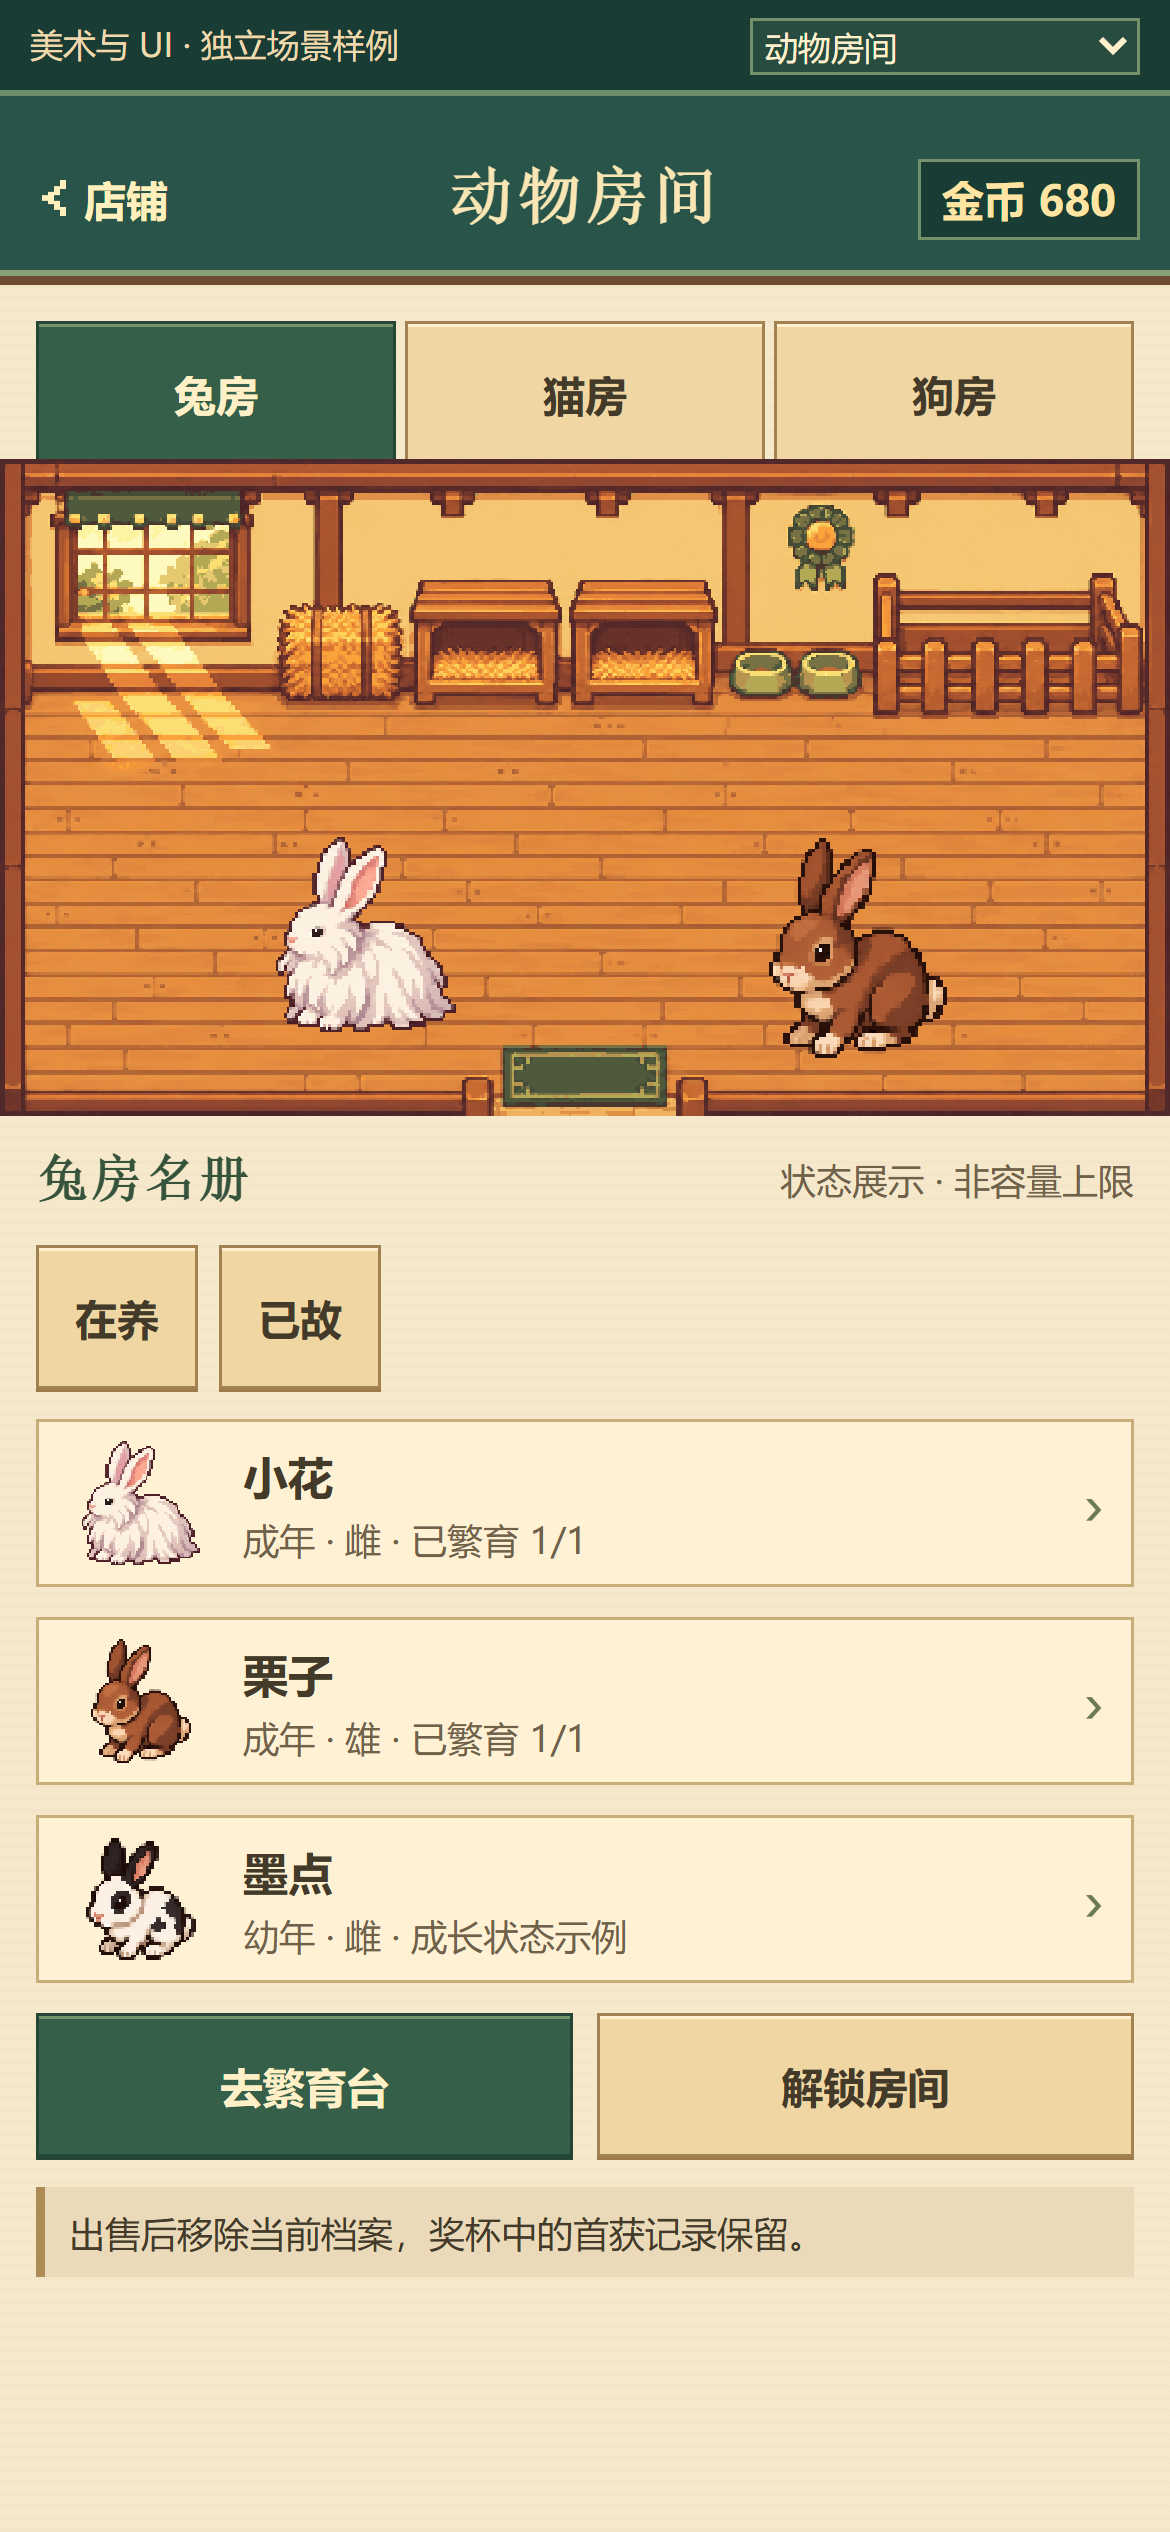 美术与 UI · 独立场景样例
动物房间
店铺
动物房间
金币 680
兔房
猫房
狗房
兔房名册
状态展示 · 非容量上限
在养
已故
小花
成年 · 雌 · 已繁育 1/1
栗子
成年 · 雄 · 已繁育 1/1
墨点
幼年 · 雌 · 成长状态示例
去繁育台
解锁房间
出售后移除当前档案，奖杯中的首获记录保留。